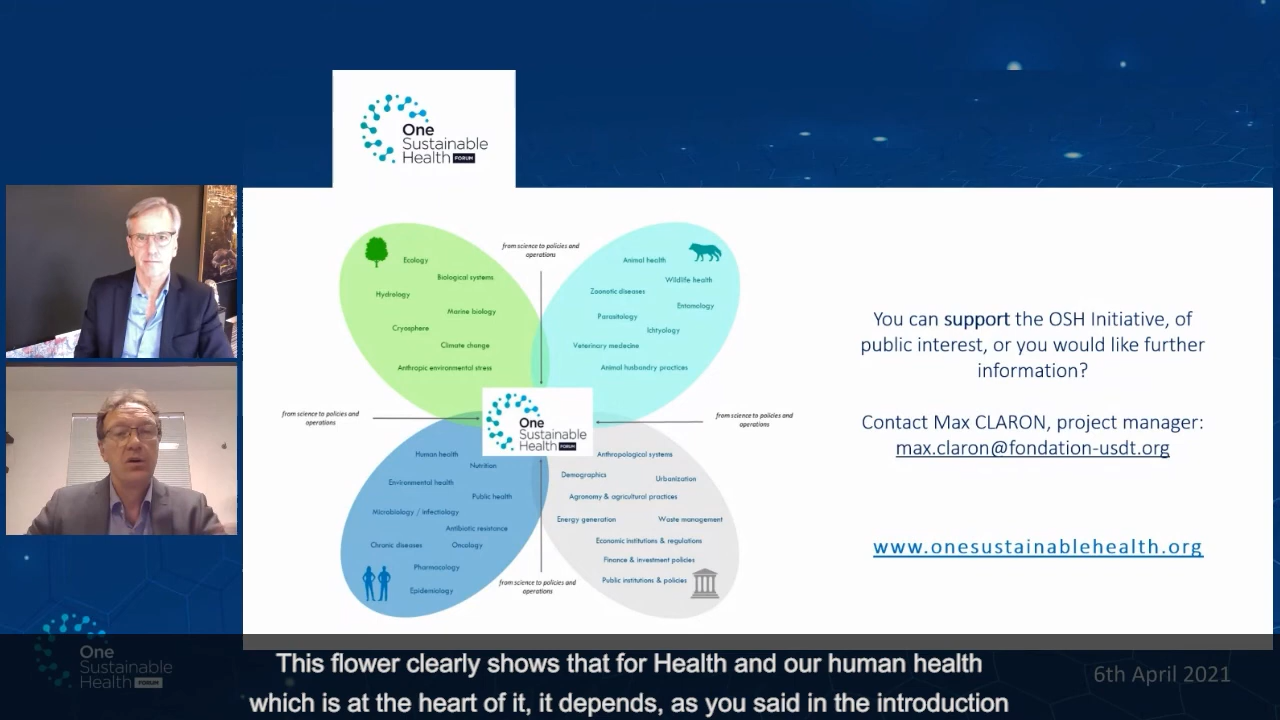 One
Sustainable
Health FORUM
from science to policies and
operations
Ecology
Biological systems
Hydrology
Marine biology
Cryosphere
Climate change
Anthropic environmental stress
Animal health
Wildlife health
Zoonotic diseases
Entomology
Parasitology
Ichtyology
Veterinary medecine
Animal husbandry practices
from science to policies and
operations
One
Sustainable
Health FORUM
from science to policies and
operations
Human health
Nutrition
Environmental health
Public health
Microbiology / infectiology
Antibiotic resistance
Chronic diseases Oncology
Pharmacology
Epidemiology
Anthropological systems
Demographics
Urbanization
Agronomy & agricultural practices
Energy generation Waste management
Economic institutions & regulations
Finance & investment policies
Public institutions & policies
from science to policies and
operations
You can support the OSH Initiative, of
public interest, or you would like further
information?
Contact Max CLARON, project manager:
max.claron@fondation-usdt.org
www.onesustainablehealth.org
One
Sustainable
Health FORUM
6th April 2021
This flower clearly shows that for Health and our human health
which is at the heart of it, it depends, as you said in the introduction